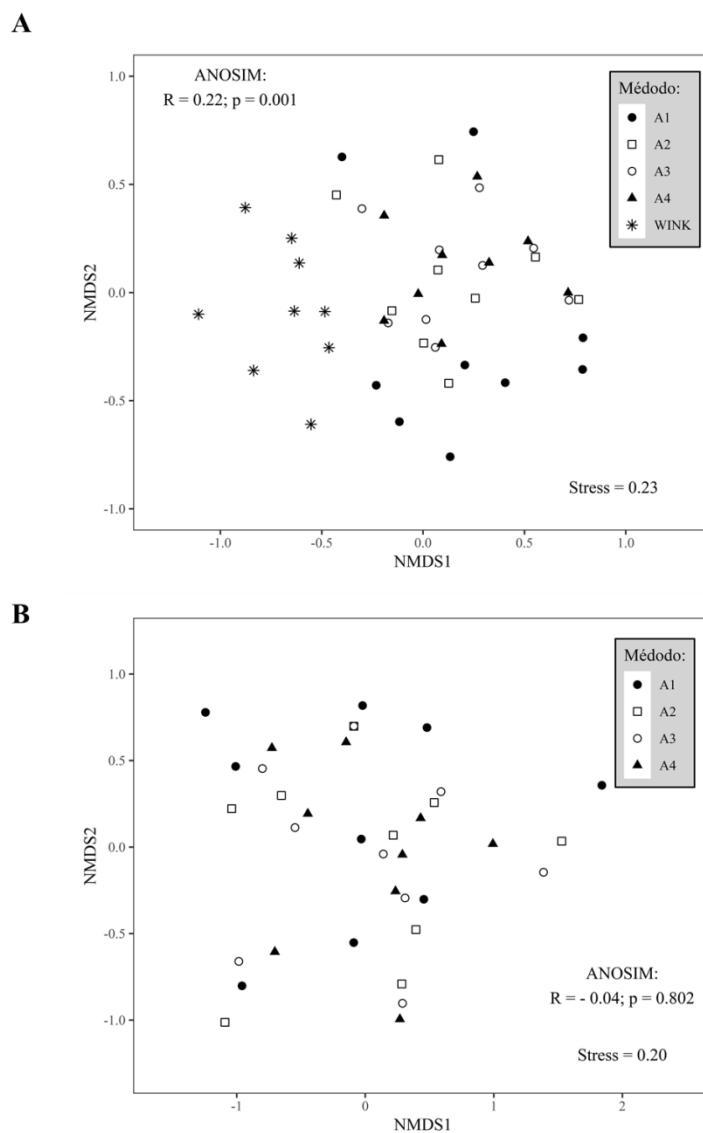 A
ANOSIM:
R = 0.22; p = 0.001
Médodo:
A1
A2
A3
A4
WINK
1.0
0.5
0.0
-0.5
-1.0
NMDS2
Stress = 0.23
-1.0 -0.5 0.0 0.5 1.0
NMDS1
B
Médodo:
A1
A2
A3
A4
1.0
0.5
0.0
-0.5
-1.0
NMDS2
ANOSIM:
R = - 0.04; p = 0.802
Stress = 0.20
-1 0 1 2
NMDS1